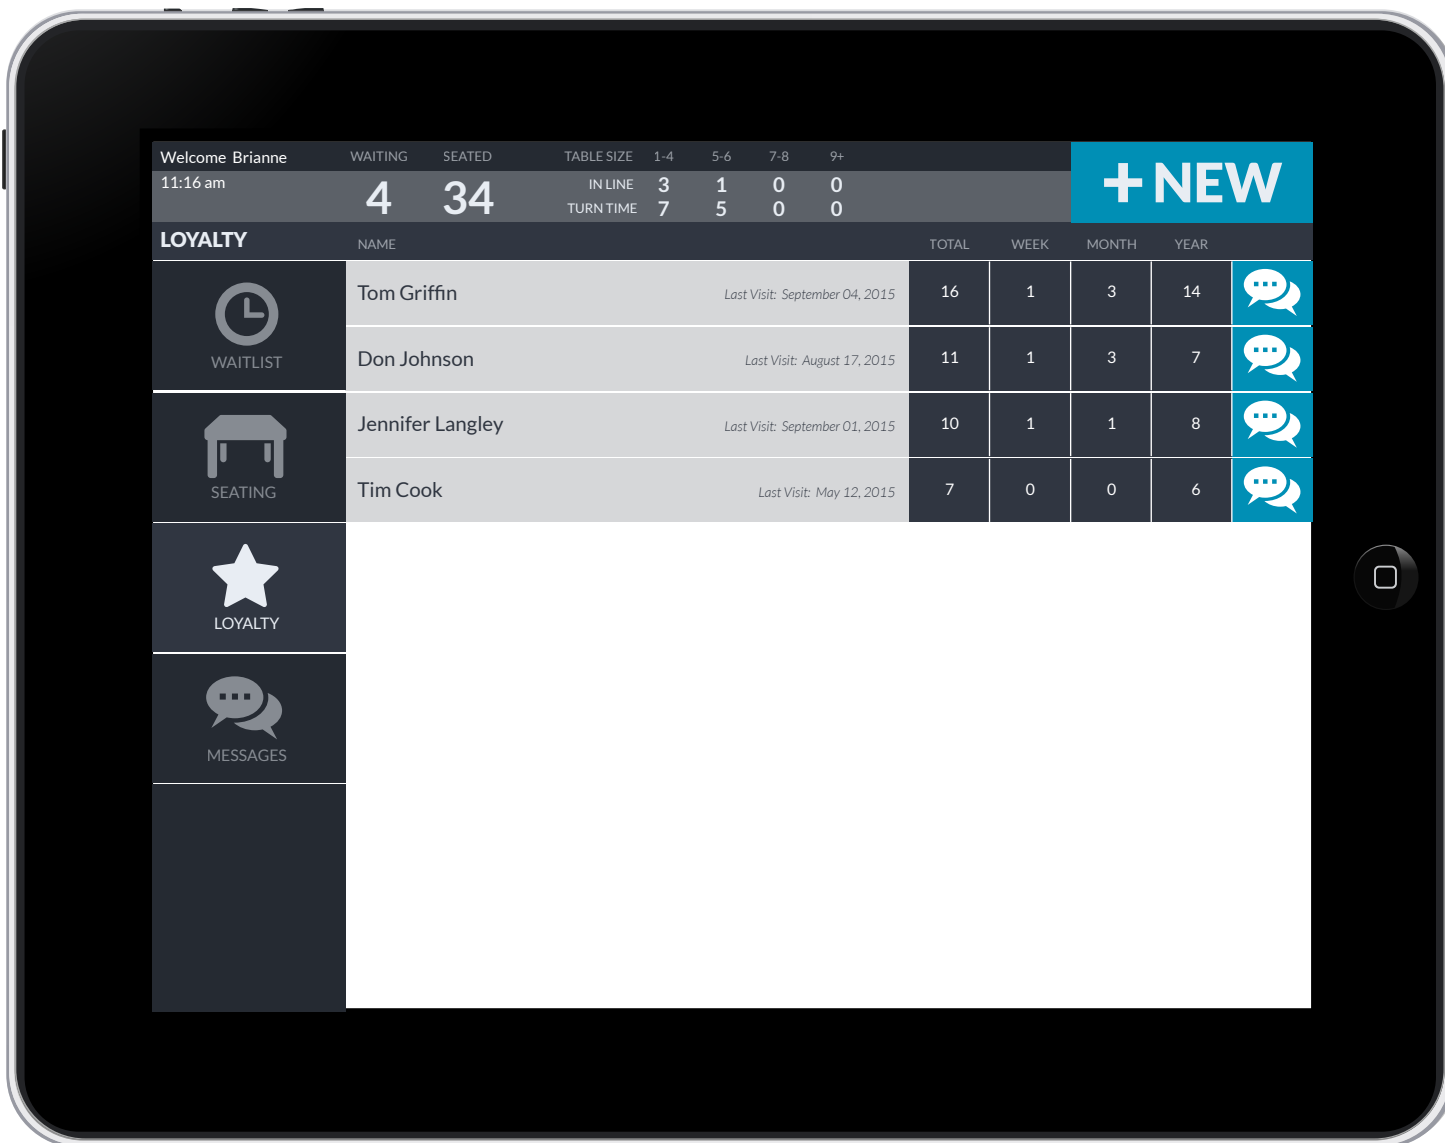 Welcome Brianne WAITING SEATED TABLE SIZE 1-4 5-6 7-8 9+
11:16 am 4 34 IN LINE 3 1 0 0
TURN TIME 7 5 0 0
+ NEW
LOYALTY NAME TOTAL WEEK MONTH YEAR
Tom Griffin Last Visit: September 04, 2015 16 1 3 14
WAITLIST
Don Johnson Last Visit: August 17, 2015 11 1 3 7
Jennifer Langley Last Visit: September 01, 2015 10 1 1 8
SEATING
Tim Cook Last Visit: May 12, 2015 7 0 0 6
LOYALTY
MESSAGES